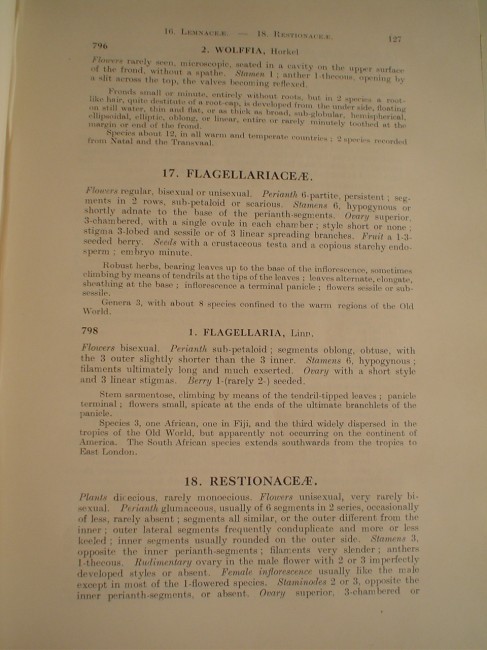 16. Lemnaceæ. — 18. Restionaceæ. 127
796
2. WOLFFIA, Horkel
Flowers rarely seen, microscopic, seated in a cavity on the upper surface
of the frond, without a spathe. Stamen 1; anther 1-thecous, opening by
a slit across the top, the valves becoming reflexed.
Fronds small or minute, entirely without roots, but in 2 species a root-
like hair, quite destitute of a root-cap, is developed from the under side, floating
on still water, thin and flat, or as thick as broad, sub-globular, hemispherical,
ellipsoidal, elliptic, oblong, or linear, entire or rarely minutely toothed at the
margin or end of the frond.
Species about 12, in all warm and temperate countries; 2 species recorded
from Natal and the Transvaal.
17. FLAGELLARIACEÆ.
Flowers regular, bisexual or unisexual. Perianth 6-partite, persistent; seg-
ments in 2 rows, sub-petaloid or scarious. Stamens 6, hypogynous or
shortly adnate to the base of the perianth-segments. Ovary superior,
3-chambered, with a single ovule in each chamber; style short or none;
stigma 3-lobed and sessile or of 3 linear spreading branches. Fruit a 1-3-
seeded berry. Seeds with a crustaceous testa and a copious starchy endo-
sperm; embryo minute.
Robust herbs, bearing leaves up to the base of the inflorescence, sometimes
climbing by means of tendrils at the tips of the leaves; leaves alternate, elongate,
sheathing at the base; inflorescence a terminal panicle; flowers sessile or sub-
sessile.
Genera 3, with about 8 species confined to the warm regions of the Old
World.
798
1. FLAGELLARIA, Linn.
Flowers bisexual. Perianth sub-petaloid; segments oblong, obtuse, with
the 3 outer slightly shorter than the 3 inner. Stamens 6, hypogynous;
filaments ultimately long and much exserted. Ovary with a short style
and 3 linear stigmas. Berry 1-(rarely 2-) seeded.
Stem sarmentose, climbing by means of the tendril-tipped leaves; panicle
terminal; flowers small, spicate at the ends of the ultimate branchlets of the
panicle.
Species 3, one African, one in Fiji, and the third widely dispersed in the
tropics of the Old World, but apparently not occurring on the continent of
America. The South African species extends southwards from the tropics to
East London.
18. RESTIONACEÆ.
Plants diœcious, rarely monœcious. Flowers unisexual, very rarely bi-
sexual. Perianth glumaceous, usually of 6 segments in 2 series, occasionally
of less, rarely absent; segments all similar, or the outer different from the
inner; outer lateral segments frequently conduplicate and more or less
keeled; inner segments usually rounded on the outer side. Stamens 3,
opposite the inner perianth-segments; filaments very slender; anthers
1-thecous. Rudimentary ovary in the male flower with 2 or 3 imperfectly
developed styles or absent. Female inflorescence usually like the male
except in most of the 1-flowered species. Staminodes 2 or 3, opposite the
inner perianth-segments, or absent. Ovary superior, 3-chambered or